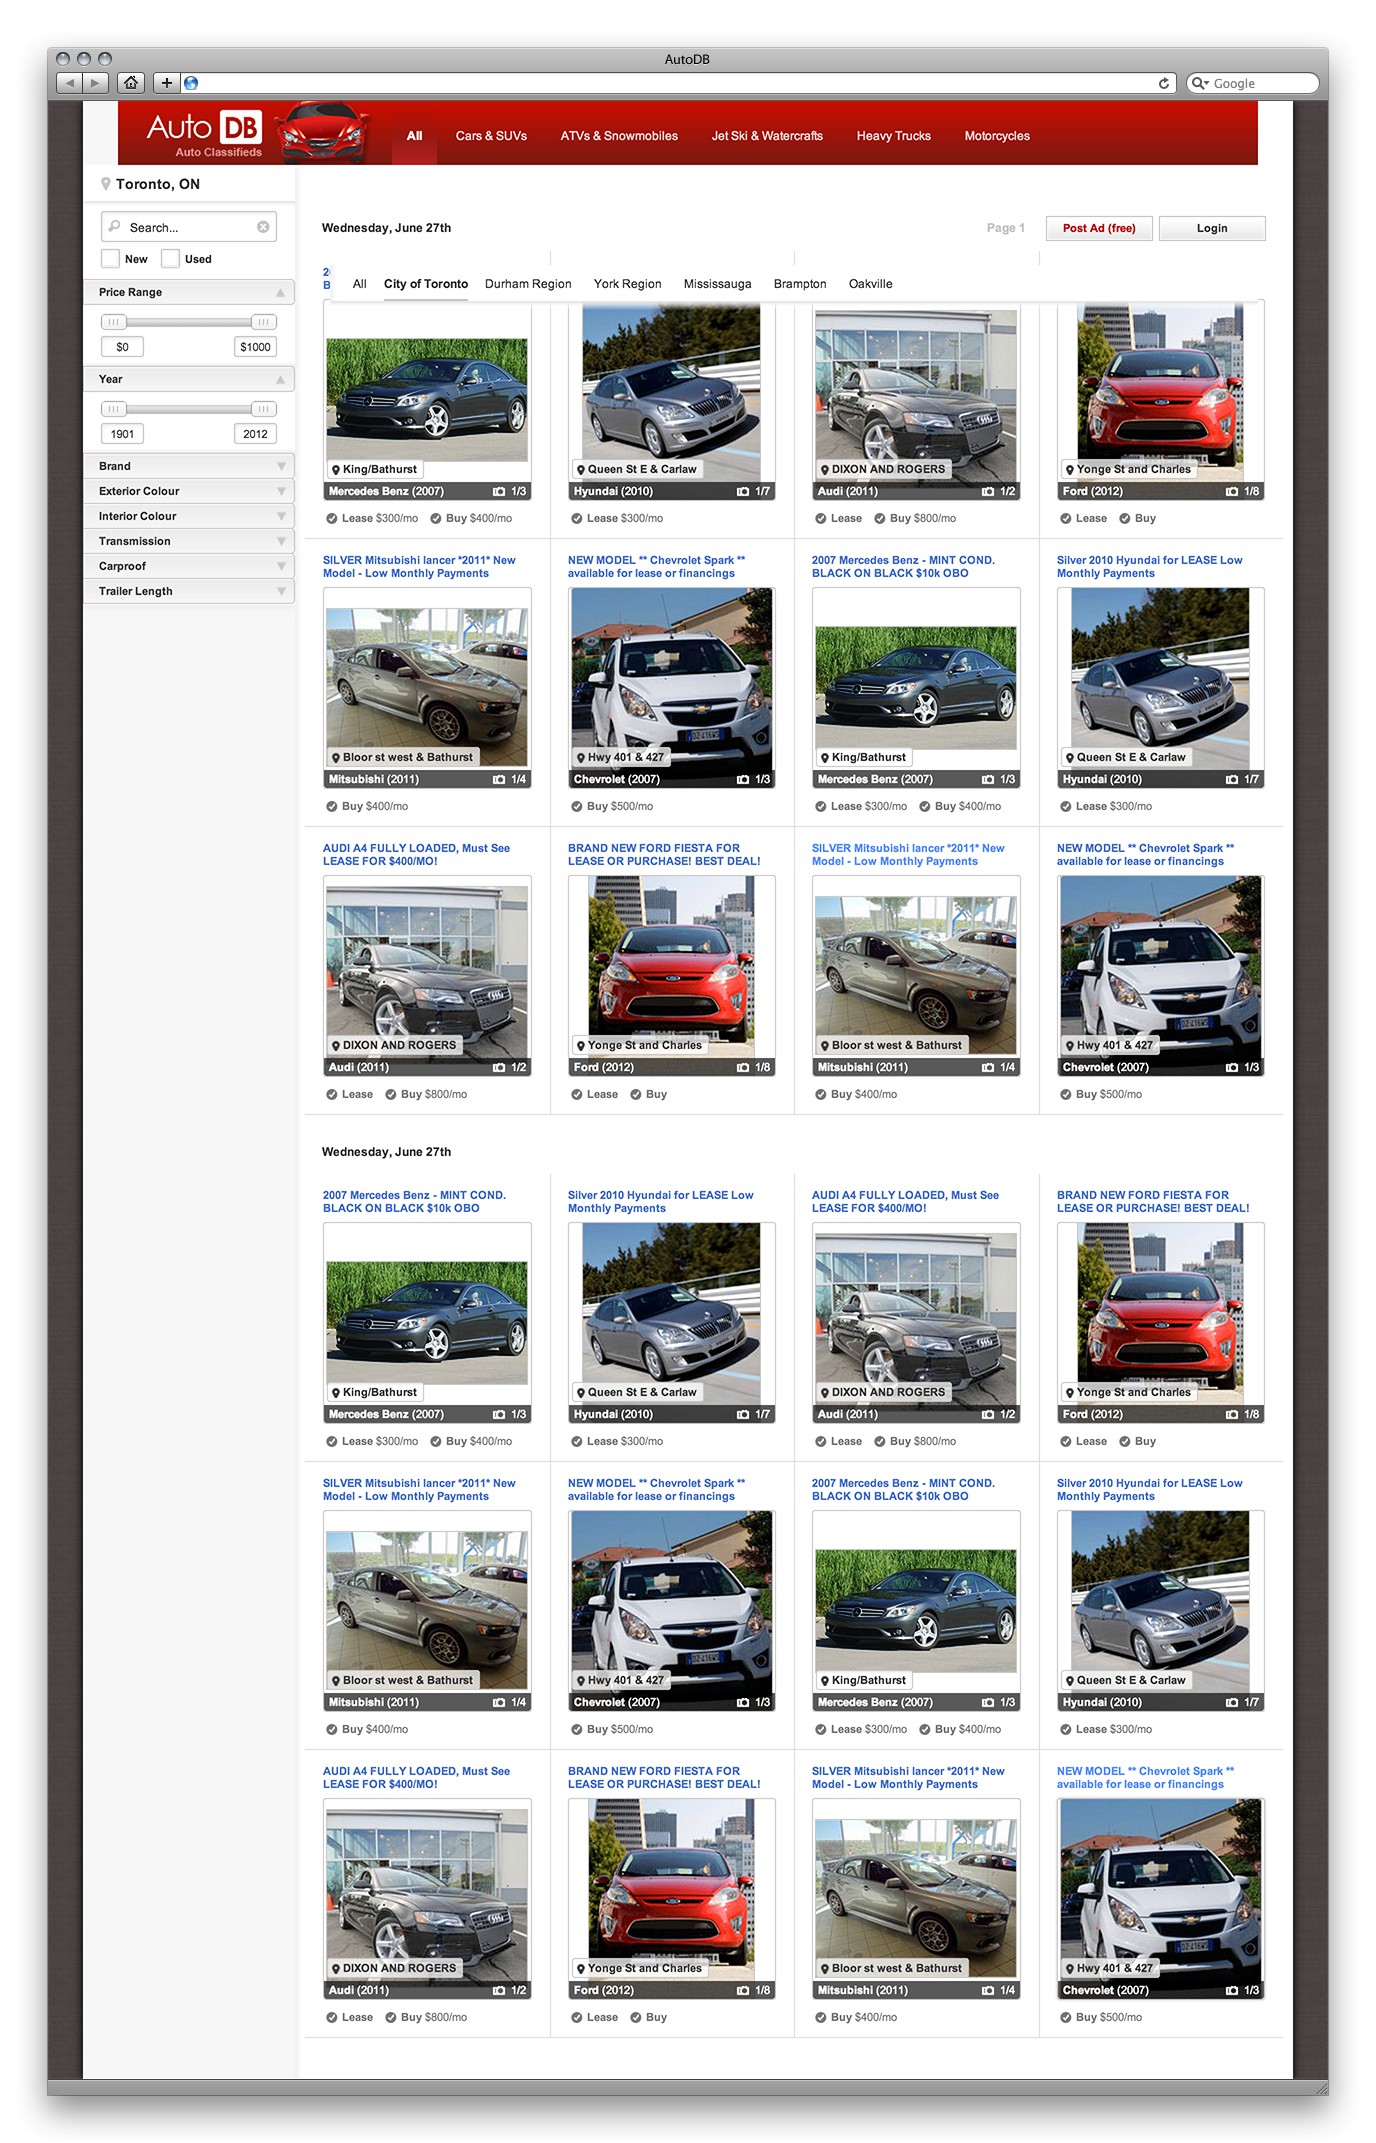 AutoDB
Google
Auto DB
Auto Classifieds
All
Cars & SUVs
ATVs & Snowmobiles
Jet Ski & Watercrafts
Heavy Trucks
Motorcycles
Toronto, ON
Search...
New Used
Price Range
$0 $1000
Year
1901 2012
Brand
Exterior Colour
Interior Colour
Transmission
Carproof
Trailer Length
Wednesday, June 27th
Page 1
Post Ad (free)
Login
All City of Toronto Durham Region York Region Mississauga Brampton Oakville
King/Bathurst
Mercedes Benz (2007) 1/3
Lease $300/mo Buy $400/mo
Queen St E & Carlaw
Hyundai (2010) 1/7
Lease $300/mo
DIXON AND ROGERS
Audi (2011) 1/2
Lease Buy $800/mo
Yonge St and Charles
Ford (2012) 1/8
Lease Buy
SILVER Mitsubishi lancer *2011* New
Model - Low Monthly Payments
Bloor st west & Bathurst
Mitsubishi (2011) 1/4
Buy $400/mo
NEW MODEL ** Chevrolet Spark **
available for lease or financings
Hwy 401 & 427
Chevrolet (2007) 1/3
Buy $500/mo
2007 Mercedes Benz - MINT COND.
BLACK ON BLACK $10k OBO
King/Bathurst
Mercedes Benz (2007) 1/3
Lease $300/mo Buy $400/mo
Silver 2010 Hyundai for LEASE Low
Monthly Payments
Queen St E & Carlaw
Hyundai (2010) 1/7
Lease $300/mo
AUDI A4 FULLY LOADED, Must See
LEASE FOR $400/MO!
DIXON AND ROGERS
Audi (2011) 1/2
Lease Buy $800/mo
BRAND NEW FORD FIESTA FOR
LEASE OR PURCHASE! BEST DEAL!
Yonge St and Charles
Ford (2012) 1/8
Lease Buy
SILVER Mitsubishi lancer *2011* New
Model - Low Monthly Payments
Bloor st west & Bathurst
Mitsubishi (2011) 1/4
Buy $400/mo
NEW MODEL ** Chevrolet Spark **
available for lease or financings
Hwy 401 & 427
Chevrolet (2007) 1/3
Buy $500/mo
Wednesday, June 27th
2007 Mercedes Benz - MINT COND.
BLACK ON BLACK $10k OBO
King/Bathurst
Mercedes Benz (2007) 1/3
Lease $300/mo Buy $400/mo
Silver 2010 Hyundai for LEASE Low
Monthly Payments
Queen St E & Carlaw
Hyundai (2010) 1/7
Lease $300/mo
AUDI A4 FULLY LOADED, Must See
LEASE FOR $400/MO!
DIXON AND ROGERS
Audi (2011) 1/2
Lease Buy $800/mo
BRAND NEW FORD FIESTA FOR
LEASE OR PURCHASE! BEST DEAL!
Yonge St and Charles
Ford (2012) 1/8
Lease Buy
SILVER Mitsubishi lancer *2011* New
Model - Low Monthly Payments
Bloor st west & Bathurst
Mitsubishi (2011) 1/4
Buy $400/mo
NEW MODEL ** Chevrolet Spark **
available for lease or financings
Hwy 401 & 427
Chevrolet (2007) 1/3
Buy $500/mo
2007 Mercedes Benz - MINT COND.
BLACK ON BLACK $10k OBO
King/Bathurst
Mercedes Benz (2007) 1/3
Lease $300/mo Buy $400/mo
Silver 2010 Hyundai for LEASE Low
Monthly Payments
Queen St E & Carlaw
Hyundai (2010) 1/7
Lease $300/mo
AUDI A4 FULLY LOADED, Must See
LEASE FOR $400/MO!
DIXON AND ROGERS
Audi (2011) 1/2
Lease Buy $800/mo
BRAND NEW FORD FIESTA FOR
LEASE OR PURCHASE! BEST DEAL!
Yonge St and Charles
Ford (2012) 1/8
Lease Buy
SILVER Mitsubishi lancer *2011* New
Model - Low Monthly Payments
Bloor st west & Bathurst
Mitsubishi (2011) 1/4
Buy $400/mo
NEW MODEL ** Chevrolet Spark **
available for lease or financings
Hwy 401 & 427
Chevrolet (2007) 1/3
Buy $500/mo